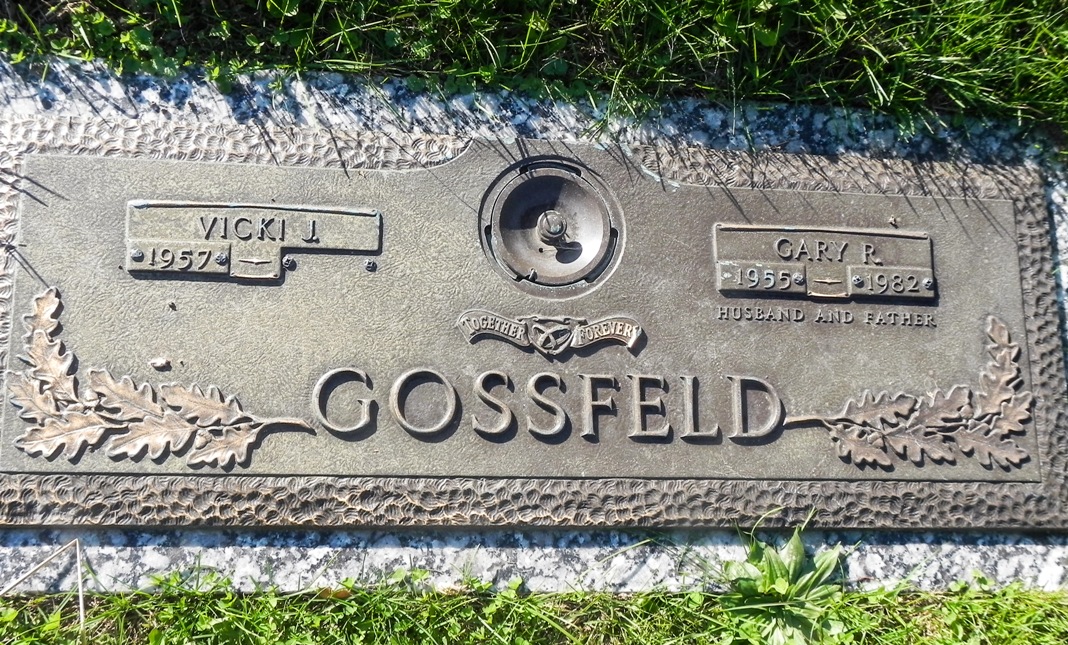 VICKI J.
1957
GARY R.
1955 1982
HUSBAND AND FATHER
TOGETHER FOREVER
GOSSFELD